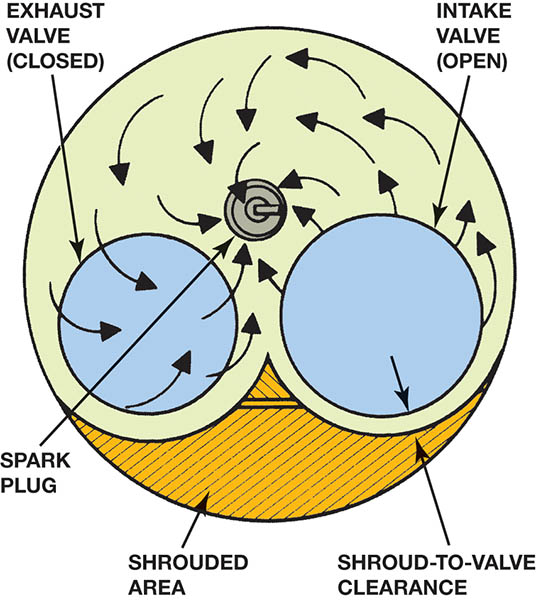 EXHAUST
VALVE
(CLOSED)
INTAKE
VALVE
(OPEN)
SPARK
PLUG
SHROUDED
AREA
SHROUD-TO-VALVE
CLEARANCE